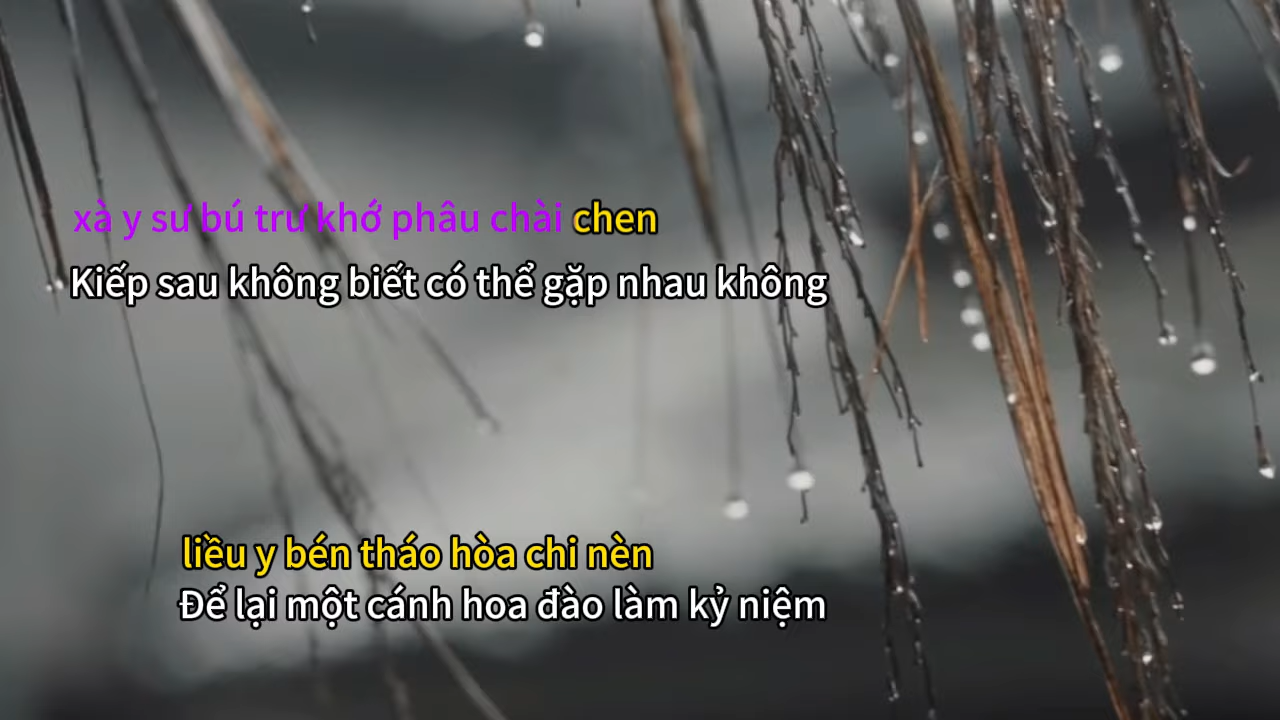 xà y sư bú trư khớ phâu chài chen
Kiếp sau không biết có thể gặp nhau không
liều y bén tháo hòa chi nèn
Để lại một cánh hoa đào làm kỷ niệm